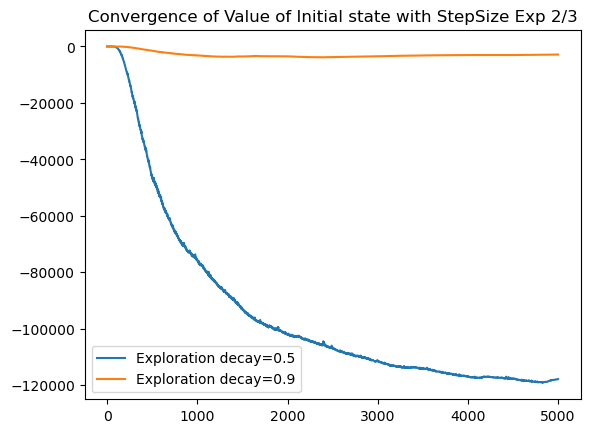 Convergence of Value of Initial state with StepSize Exp 2/3
0
−20000
−40000
−60000
−80000
−100000
−120000
Exploration decay=0.5
Exploration decay=0.9
0 1000 2000 3000 4000 5000